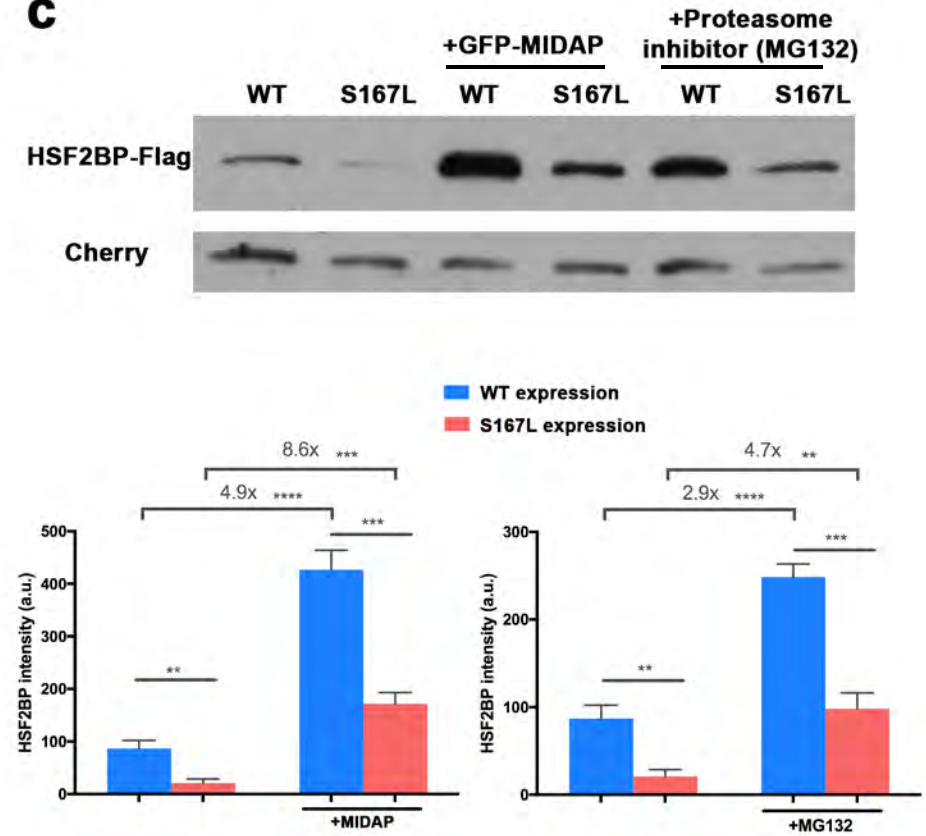 C
+GFP-MIDAP
+Proteasome
inhibitor (MG132)
WT S167L WT S167L WT S167L
HSF2BP-Flag
Cherry
WT expression
S167L expression
8.6x ***
4.9x ****
***
**
HSF2BP intensity (a.u.)
500
400
300
200
100
0
+MIDAP
4.7x **
2.9x ****
***
**
HSF2BP intensity (a.u.)
300
200
100
0
+MG132